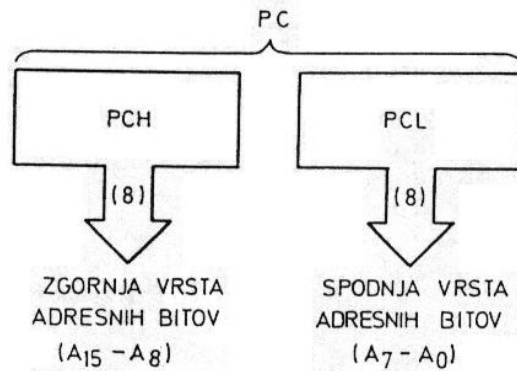 PC
PCH
PCL
(8)
(8)
ZGORNJA VRSTA
ADRESNIH BITOV
(A15 – A8)
SPODNJA VRSTA
ADRESNIH BITOV
(A7 – A0)